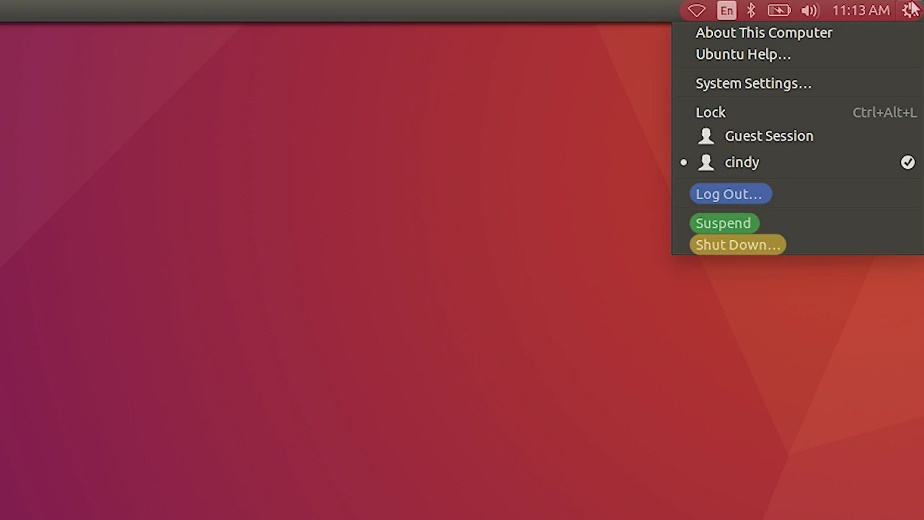 En 11:13 AM
About This Computer
Ubuntu Help...
System Settings...
Lock Ctrl+Alt+L
Guest Session
cindy
Log Out...
Suspend
Shut Down...